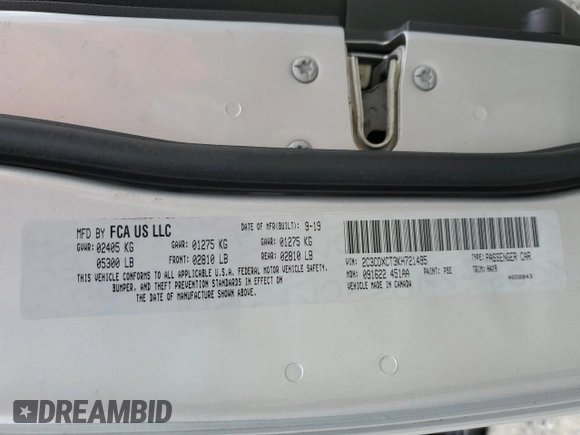 MFD BY FCA US LLC
DATE OF MFR(BUILT): 9-19
GVWR: 02405 KG
GAWR: 01275 KG
GAWR: 01275 KG
05300 LB
FRONT: 02810 LB
REAR: 02810 LB
THIS VEHICLE CONFORMS TO ALL APPLICABLE U.S.A. FEDERAL MOTOR VEHICLE SAFETY,
BUMPER, AND THEFT PREVENTION STANDARDS IN EFFECT ON
THE DATE OF MANUFACTURE SHOWN ABOVE.
VIN: 2C3CDXCT3KH721495
TYPE: PASSENGER CAR
MDH: 091622 451AA
PAINT: PSE
TRIM: HAX9
VEHICLE MADE IN CANADA
4658843
DREAMBID